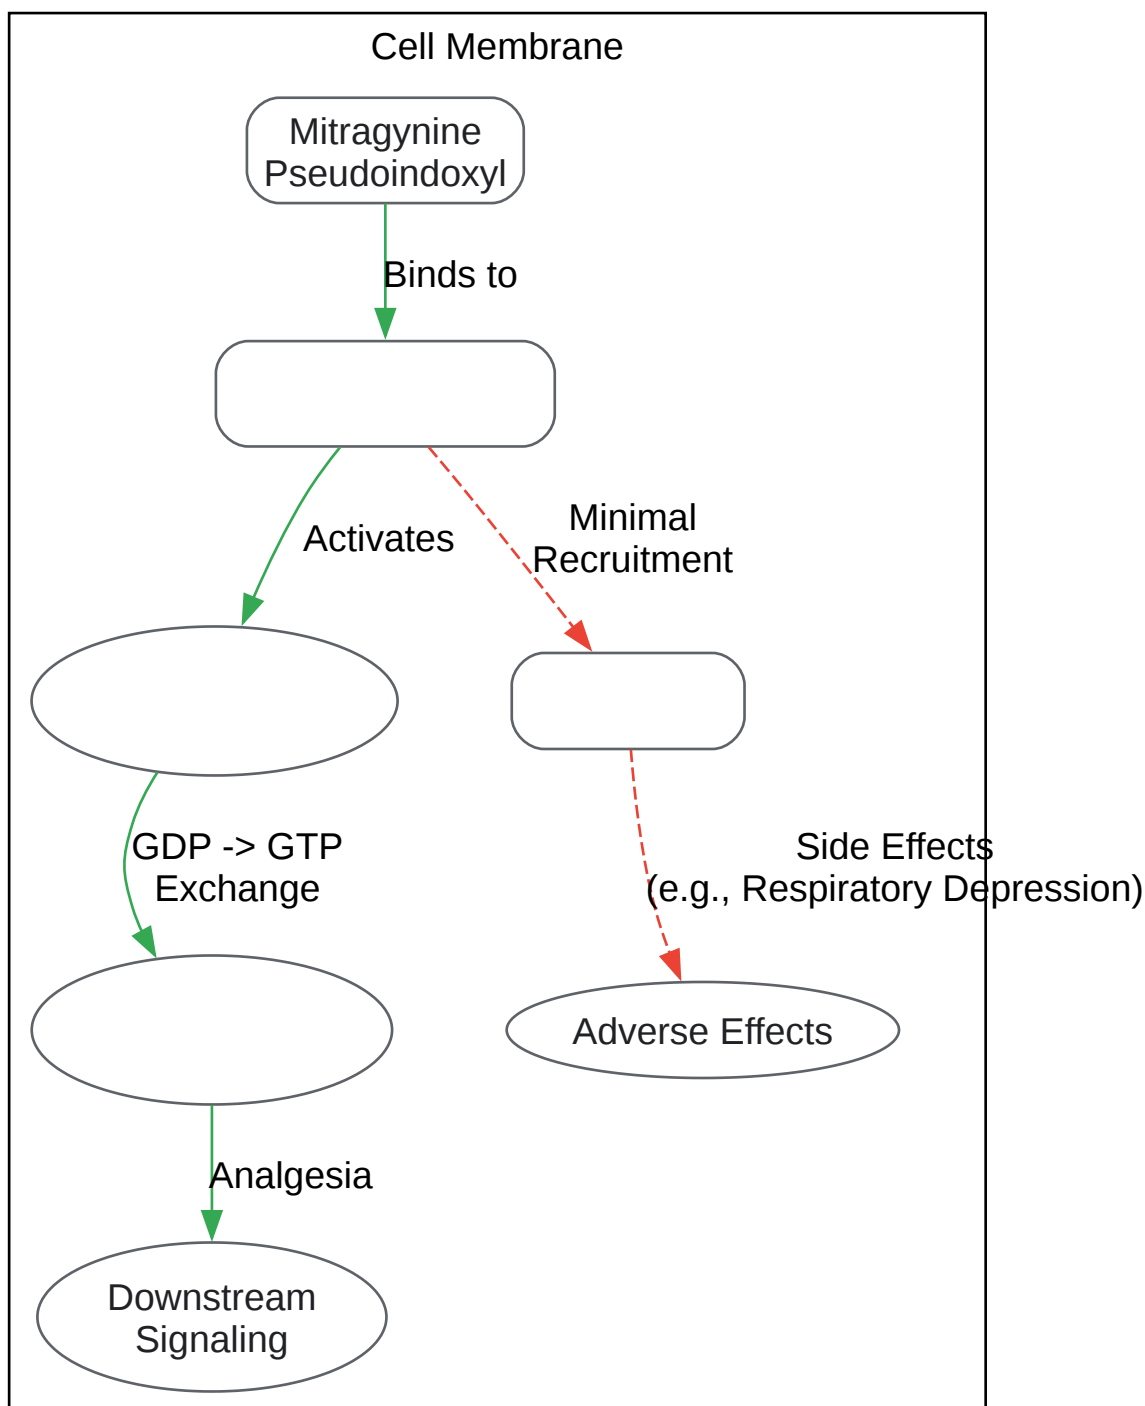 Cell Membrane
Mitragynine
Pseudoindoxyl
Binds to
Activates
Minimal
Recruitment
GDP -> GTP
Exchange
Side Effects
(e.g., Respiratory Depression)
Adverse Effects
Analgesia
Downstream
Signaling